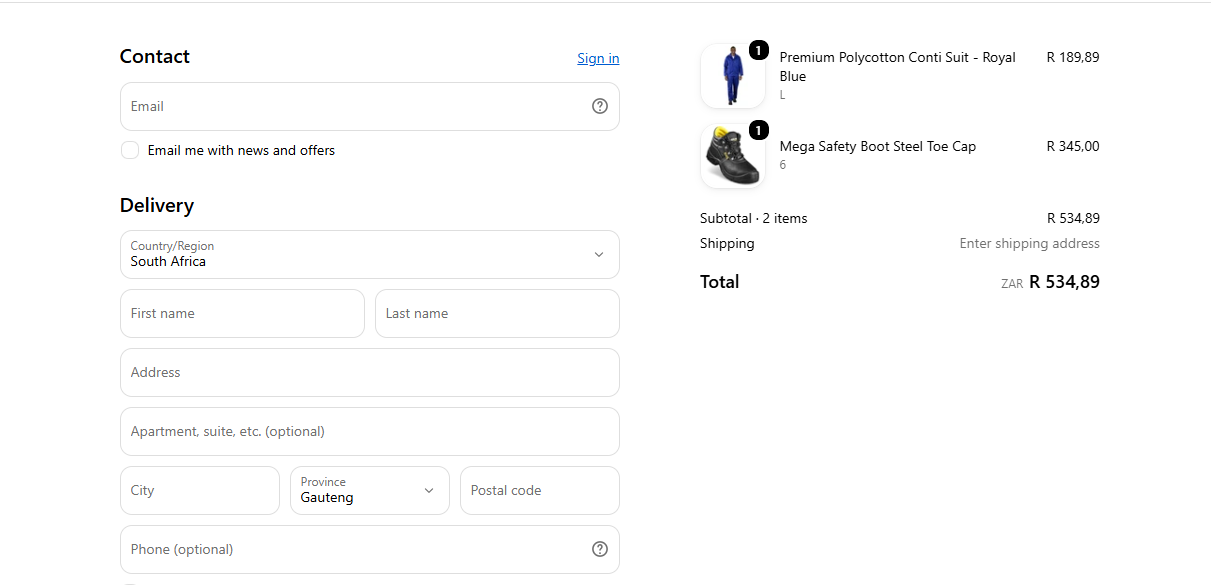 Contact
Sign in
Email
Email me with news and offers
Delivery
Country/Region
South Africa
First name
Last name
Address
Apartment, suite, etc. (optional)
City
Province
Gauteng
Postal code
Phone (optional)
1
Premium Polycotton Conti Suit - Royal
Blue
L
R 189,89
1
Mega Safety Boot Steel Toe Cap
6
R 345,00
Subtotal · 2 items
R 534,89
Shipping
Enter shipping address
Total
ZAR R 534,89